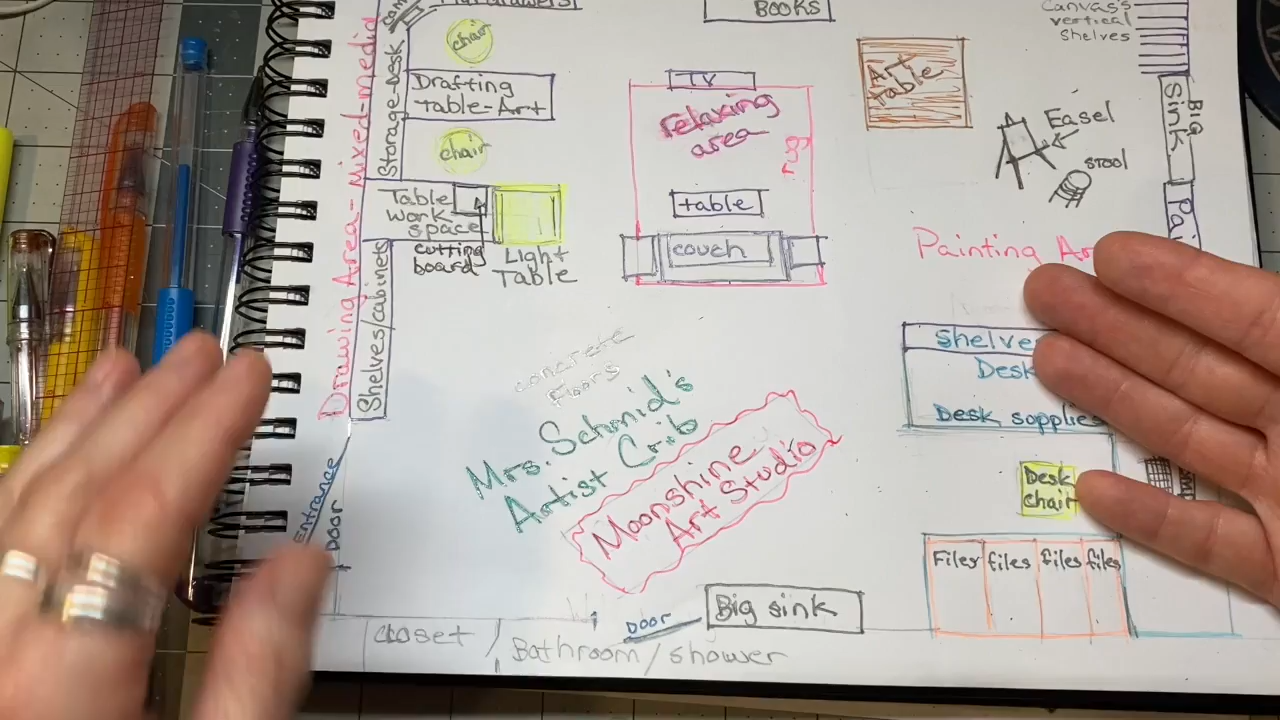 BOOKS
Canvas's
vertical
shelves
chair
TV
Art
table
Drafting
table-Art
Storage-Desk
relaxing
area
rug
Easel
stool
BIG
Sink
chair
Drawing Area-Mixed-media
Table
work
space
cutting
board
Light
Table
table
couch
Painting
Shelves/cabinets
Desk
Desk supplies
concrete
Floors
Mrs. Schmid's
Artist Crib
Moonshine
Art Studio
Entrance
Door
Desk
chair
Files
files
files
files
Big sink
Door
closet
Bathroom/shower